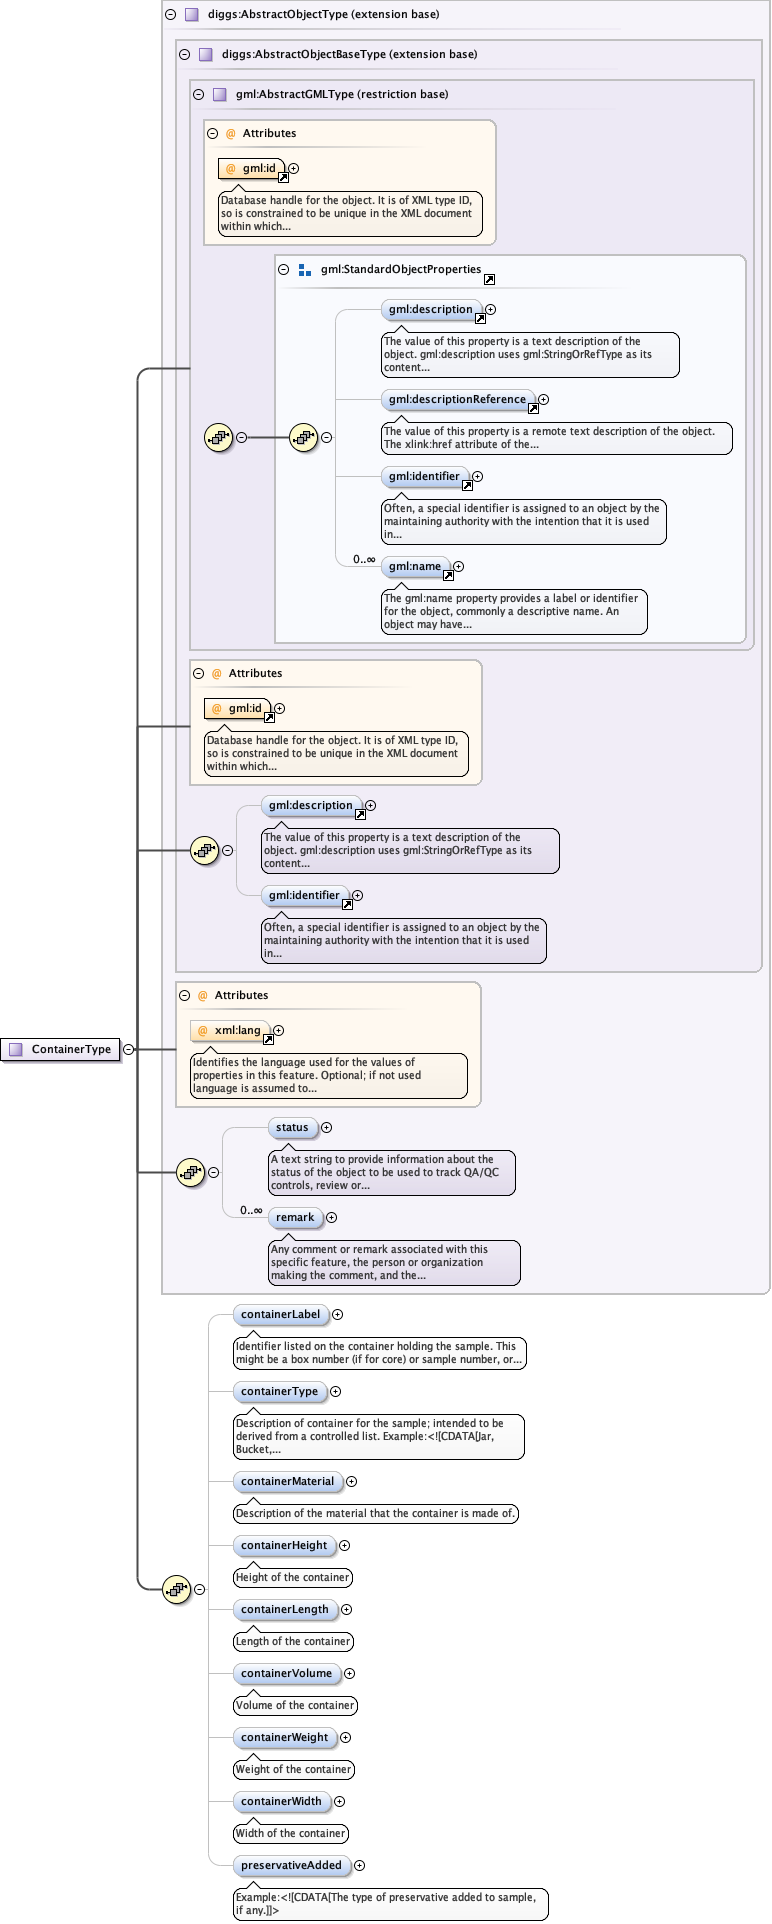 diggs:AbstractObjectType (extension base)
diggs:AbstractObjectBaseType (extension base)
gml:AbstractGMLType (restriction base)
@ Attributes
@ gml:id
Database handle for the object. It is of XML type ID,
so is constrained to be unique in the XML document
within which...
gml:StandardObjectProperties
gml:description
The value of this property is a text description of the
object. gml:description uses gml:StringOrRefType as its
content...
gml:descriptionReference
The value of this property is a remote text description of the object.
The xlink:href attribute of the...
gml:identifier
Often, a special identifier is assigned to an object by the
maintaining authority with the intention that it is used
in...
0..∞
gml:name
The gml:name property provides a label or identifier
for the object, commonly a descriptive name. An
object may have...
@ Attributes
@ gml:id
Database handle for the object. It is of XML type ID,
so is constrained to be unique in the XML document
within which...
gml:description
The value of this property is a text description of the
object. gml:description uses gml:StringOrRefType as its
content...
gml:identifier
Often, a special identifier is assigned to an object by the
maintaining authority with the intention that it is used
in...
@ Attributes
@ xml:lang
ContainerType
Identifies the language used for the values of
properties in this feature. Optional; if not used
language is assumed to...
status
A text string to provide information about the
status of the object to be used to track QA/QC
controls, review or...
0..∞
remark
Any comment or remark associated with this
specific feature, the person or organization
making the comment, and the...
containerLabel
Identifier listed on the container holding the sample. This
might be a box number (if for core) or sample number, or...
containerType
Description of container for the sample; intended to be
derived from a controlled list. Example:<![CDATA[Jar,
Bucket,...
containerMaterial
Description of the material that the container is made of.
containerHeight
Height of the container
containerLength
Length of the container
containerVolume
Volume of the container
containerWeight
Weight of the container
containerWidth
Width of the container
preservativeAdded
Example:<![CDATA[The type of preservative added to sample,
if any.]]>